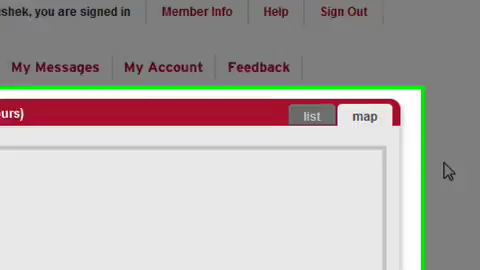 shek, you are signed in Member Info Help Sign Out
My Messages My Account Feedback
urs) list map